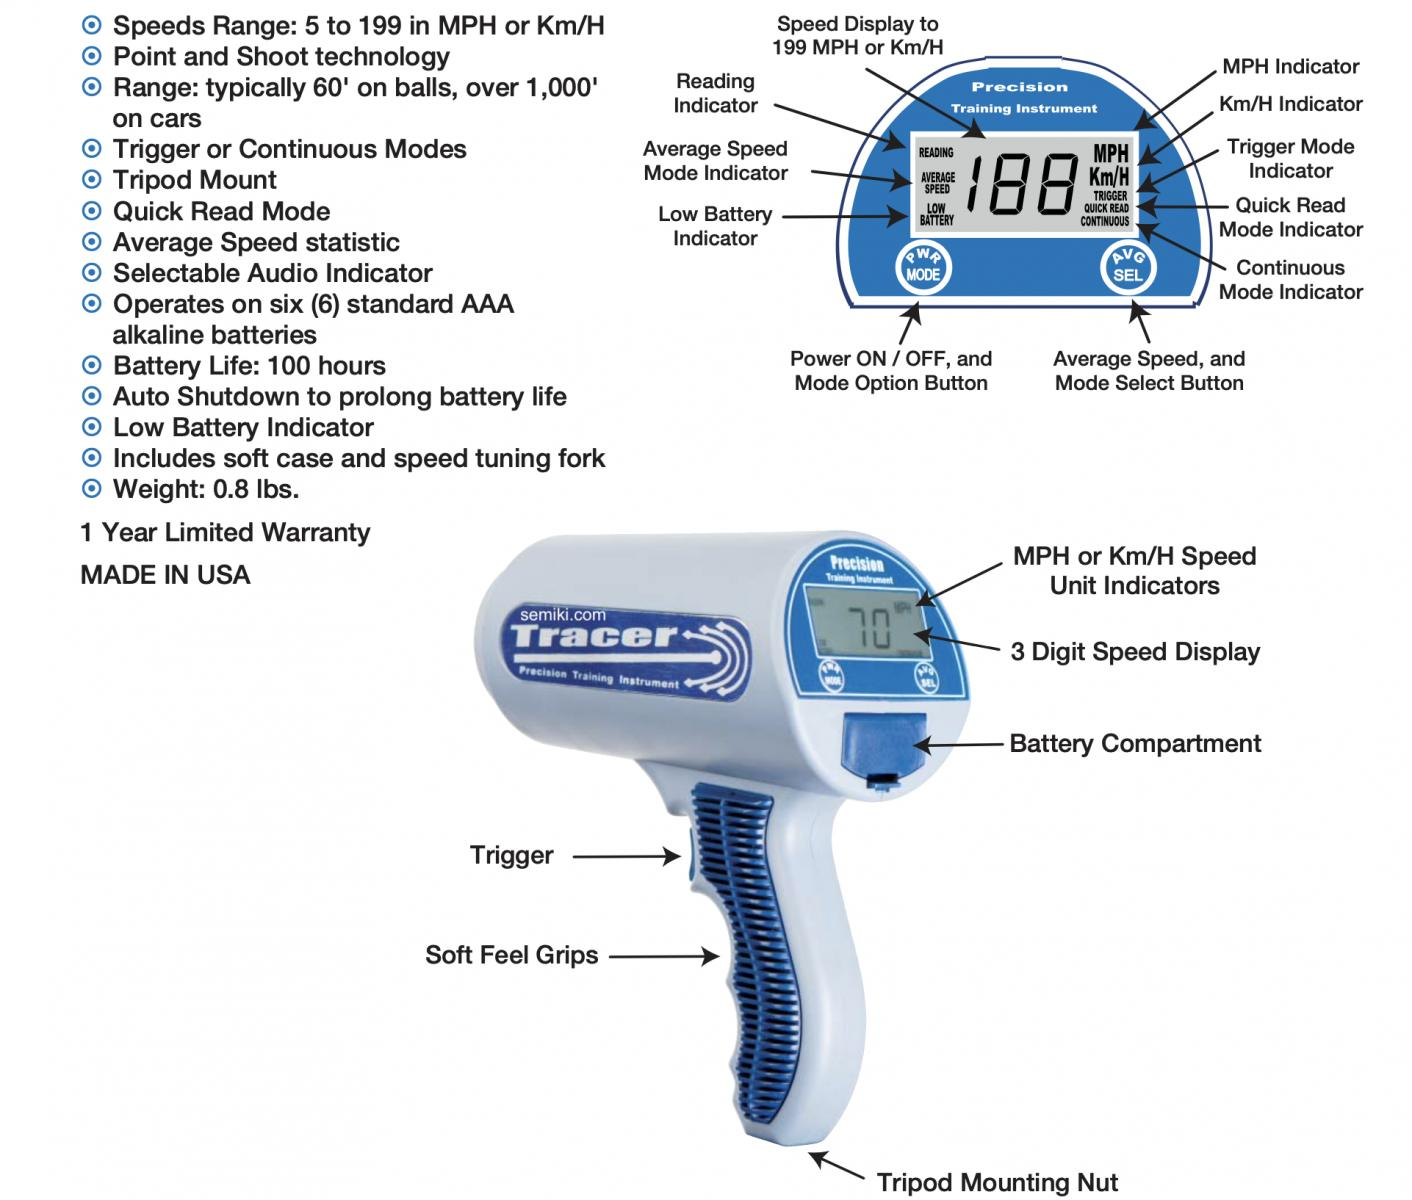 Speeds Range: 5 to 199 in MPH or Km/H
Point and Shoot technology
Range: typically 60' on balls, over 1,000'
on cars
Trigger or Continuous Modes
Tripod Mount
Quick Read Mode
Average Speed statistic
Selectable Audio Indicator
Operates on six (6) standard AAA
alkaline batteries
Battery Life: 100 hours
Auto Shutdown to prolong battery life
Low Battery Indicator
Includes soft case and speed tuning fork
Weight: 0.8 lbs.
1 Year Limited Warranty
MADE IN USA
Speed Display to
199 MPH or Km/H
Reading
Indicator
Average Speed
Mode Indicator
Low Battery
Indicator
MPH Indicator
Km/H Indicator
Trigger Mode
Indicator
Quick Read
Mode Indicator
Continuous
Mode Indicator
Precision
Training Instrument
READING
AVERAGE
SPEED
LOW
BATTERY
188
MPH
Km/H
TRIGGER
QUICK READ
CONTINUOUS
PWR
MODE
AVG
SEL
Power ON / OFF, and
Mode Option Button
Average Speed, and
Mode Select Button
semiki.com
Tracer
Precision Training Instrument
Precision
Training Instrument
70
MPH
PWR
MODE
AVG
SEL
MPH or Km/H Speed
Unit Indicators
3 Digit Speed Display
Battery Compartment
Trigger
Soft Feel Grips
Tripod Mounting Nut